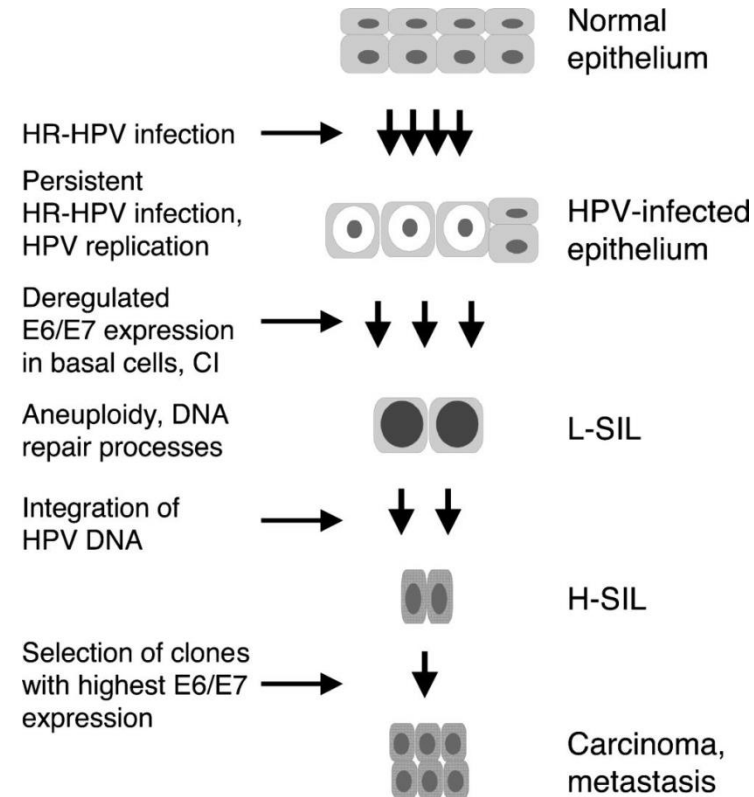 Normal
epithelium
HR-HPV infection
Persistent
HR-HPV infection,
HPV replication
HPV-infected
epithelium
Deregulated
E6/E7 expression
in basal cells, CI
Aneuploidy, DNA
repair processes
L-SIL
Integration of
HPV DNA
H-SIL
Selection of clones
with highest E6/E7
expression
Carcinoma,
metastasis